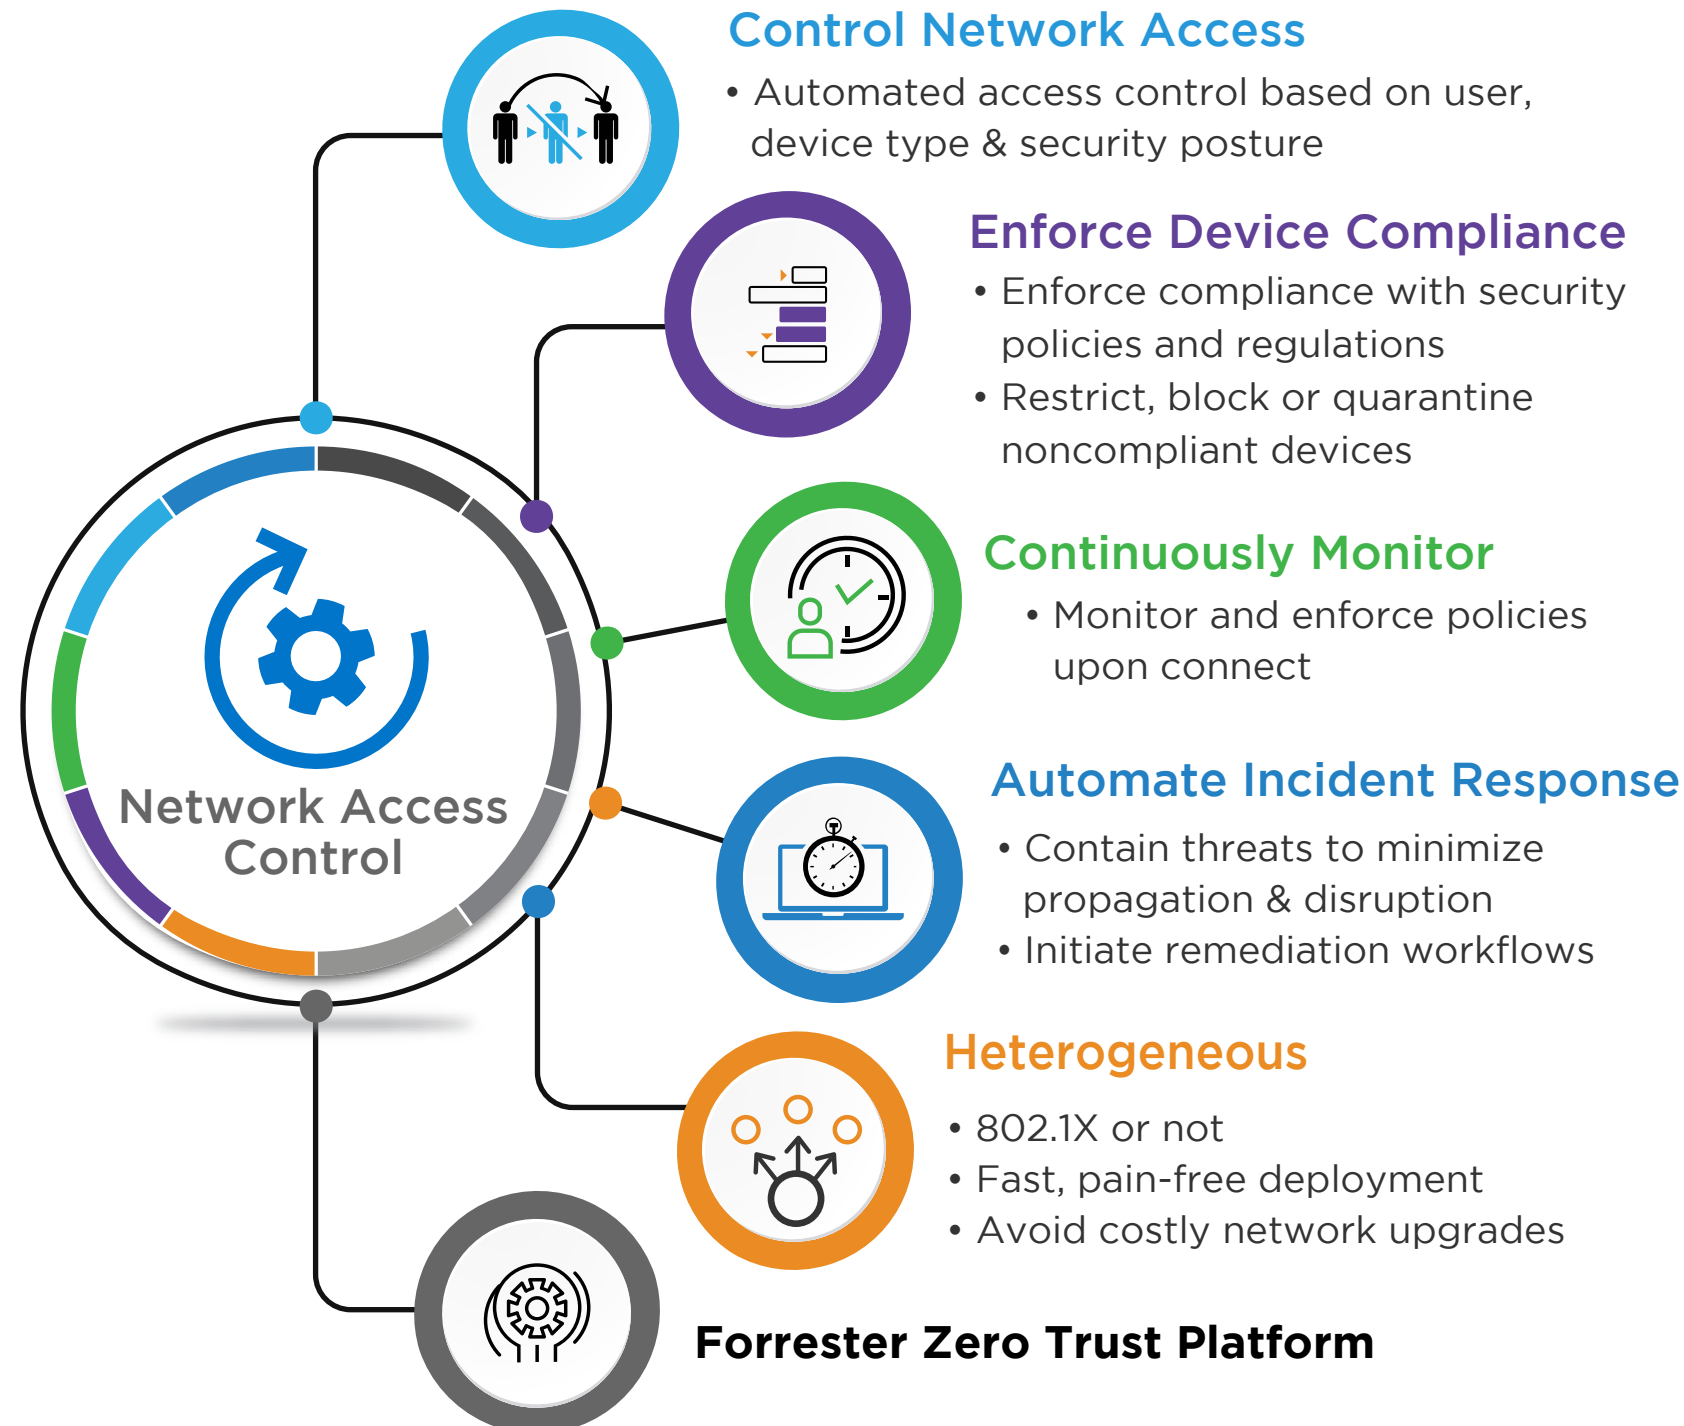 Control Network Access
• Automated access control based on user,
device type & security posture
Enforce Device Compliance
• Enforce compliance with security
policies and regulations
• Restrict, block or quarantine
noncompliant devices
Continuously Monitor
• Monitor and enforce policies
upon connect
Network Access
Control
Automate Incident Response
• Contain threats to minimize
propagation & disruption
• Initiate remediation workflows
Heterogeneous
• 802.1X or not
• Fast, pain-free deployment
• Avoid costly network upgrades
Forrester Zero Trust Platform